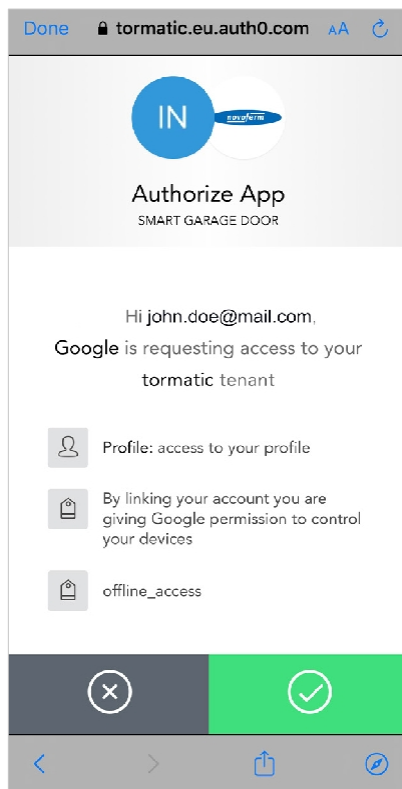 Done tormatic.eu.auth0.com AA
IN novoferm
Authorize App
SMART GARAGE DOOR
Hi john.doe@mail.com,
Google is requesting access to your
tormatic tenant
Profile: access to your profile
By linking your account you are
giving Google permission to control
your devices
offline_access